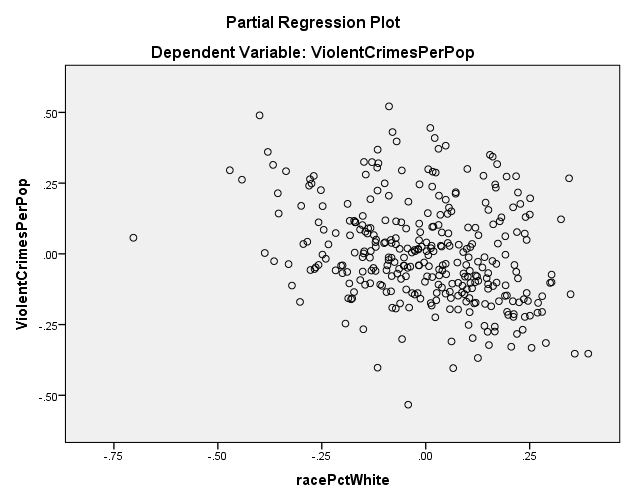 Partial Regression Plot
Dependent Variable: ViolentCrimesPerPop
.50
.25
.00
-.25
-.50
ViolentCrimesPerPop
-.75
-.50
-.25
.00
.25
racePctWhite